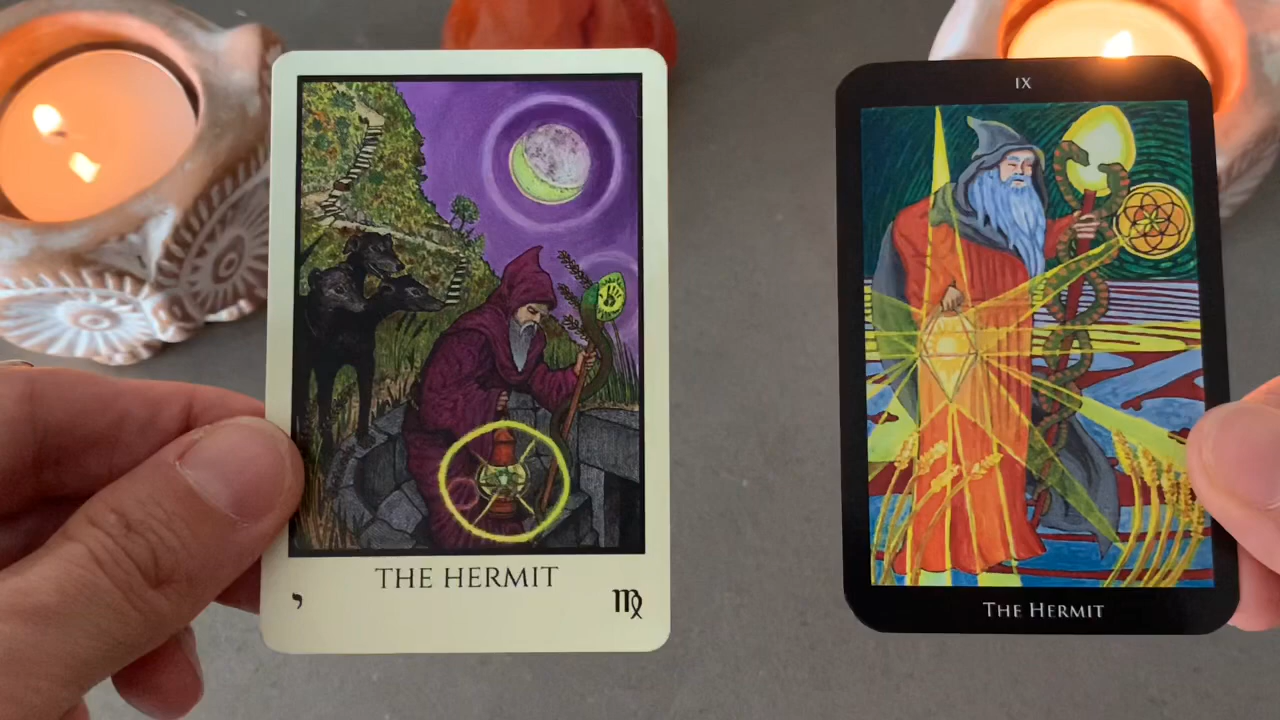 THE HERMIT
י
♍
IX
THE HERMIT